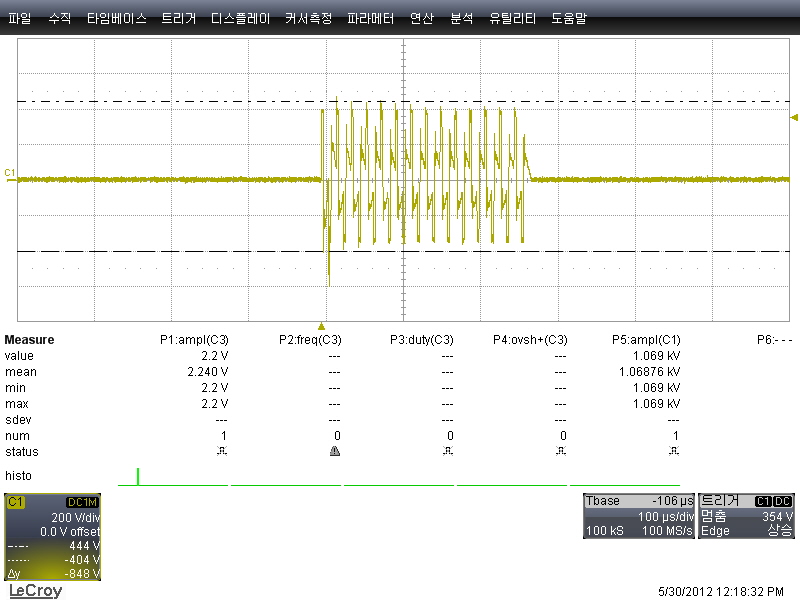 파일 수직 타임베이스 트리거 디스플레이 커서측정 파라메터 연산 분석 유틸리티 도움말
C1
Measure P1:ampl(C3) P2:freq(C3) P3:duty(C3) P4:ovsh+(C3) P5:ampl(C1) P6:- - -
value 2.2 V --- --- --- 1.069 kV
mean 2.240 V --- --- --- 1.06876 kV
min 2.2 V --- --- --- 1.069 kV
max 2.2 V --- --- --- 1.069 kV
sdev --- --- --- --- ---
num 1 0 0 0 1
status
histo
C1 DC1M
200 V/div
0.0 V offset
444 V
-404 V
Δy -848 V
Tbase -106 µs
100 µs/div
100 kS 100 MS/s
트리거 C1 DC
멈춤 354 V
Edge 상승
LeCroy
5/30/2012 12:18:32 PM